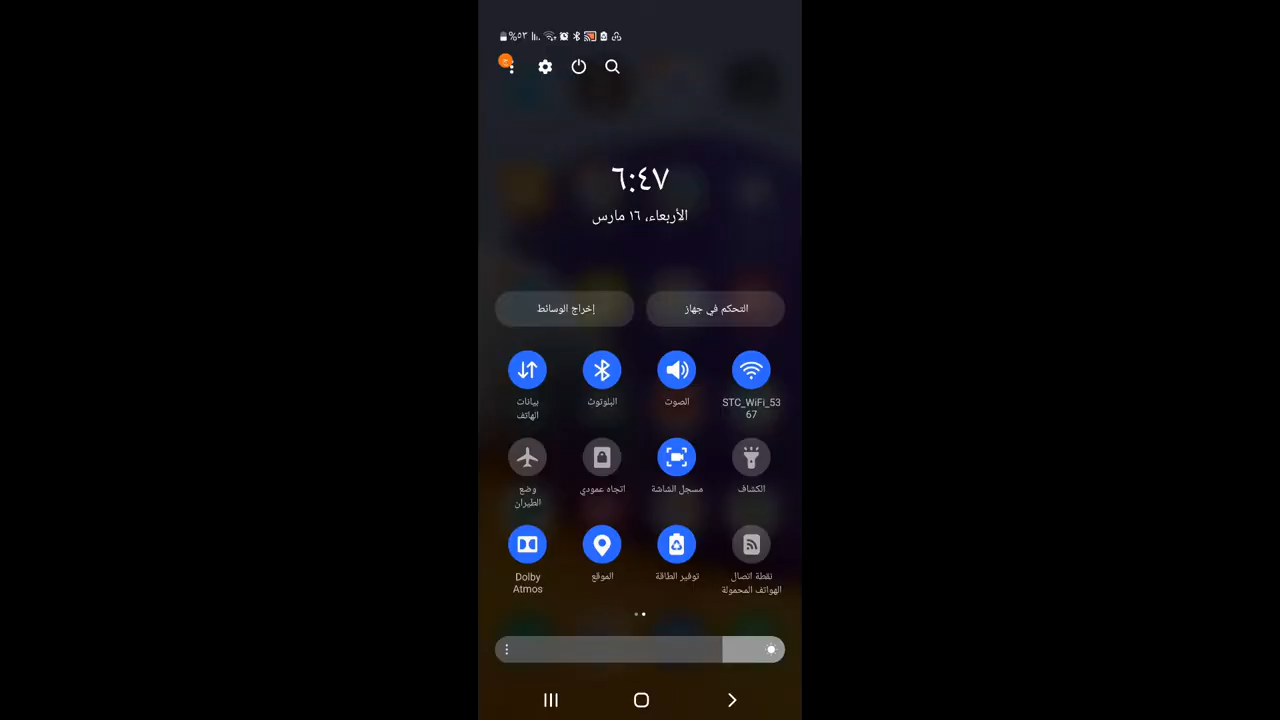 ٥٣%
٦:٤٧
الأربعاء، ١٦ مارس
التحكم في جهاز
إخراج الوسائط
STC_WiFi_53
67
الصوت
البلوتوث
بيانات
الهاتف
الكشاف
مسجل الشاشة
اتجاه عمودي
وضع
الطيران
نقطة اتصال
الهواتف المحمولة
توفير الطاقة
الموقع
Dolby
Atmos